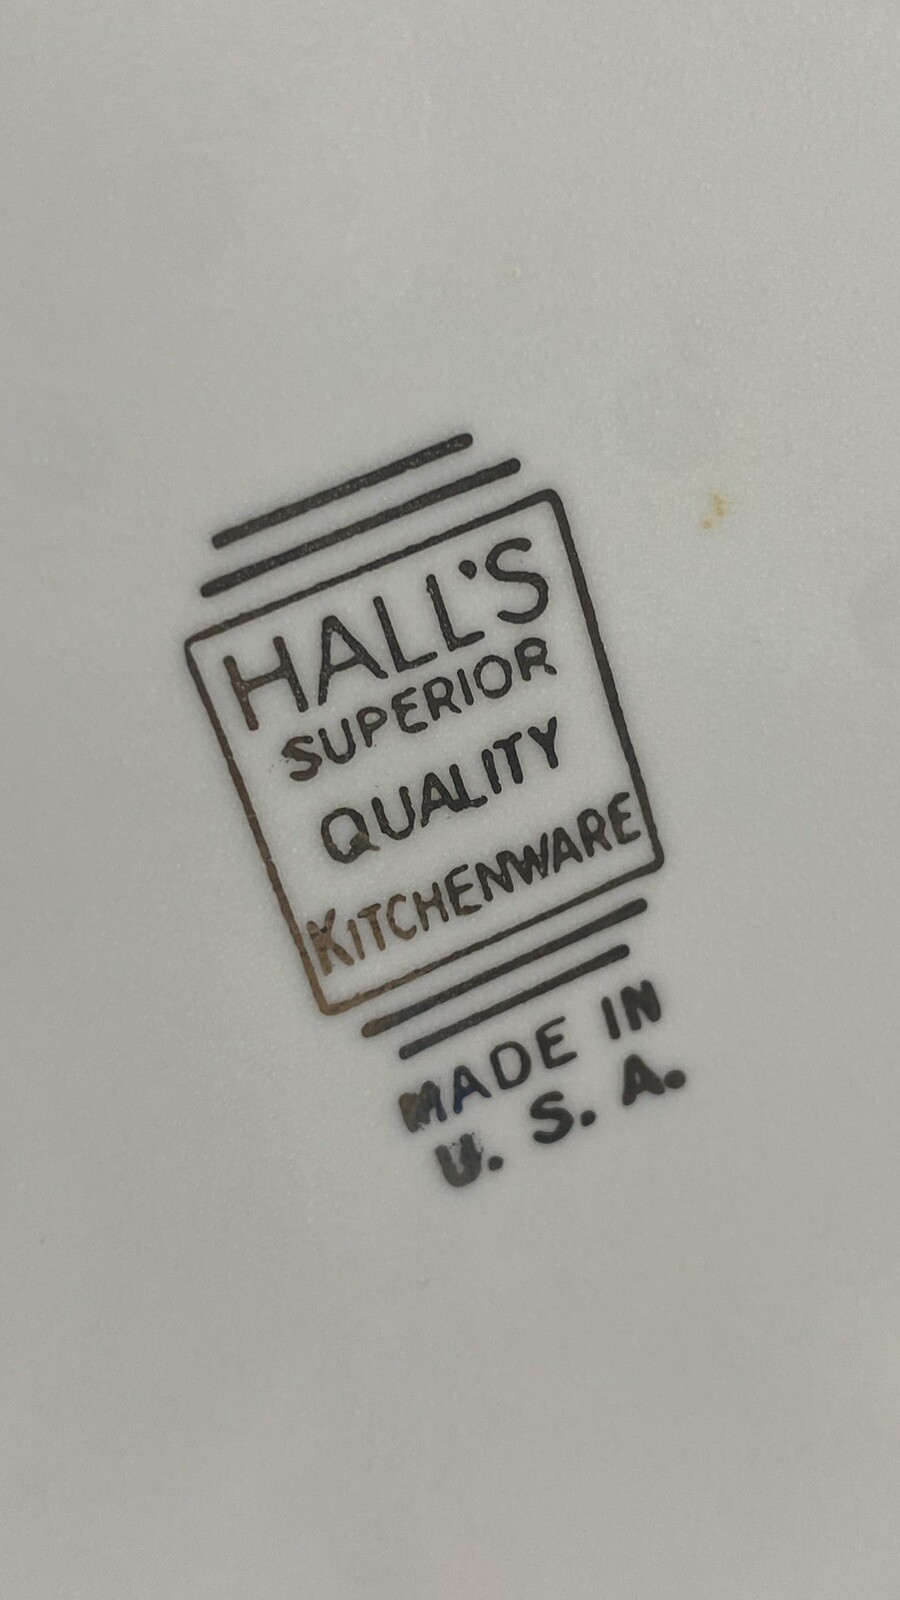 HALL'S
SUPERIOR
QUALITY
KITCHENWARE
MADE IN
U. S. A.